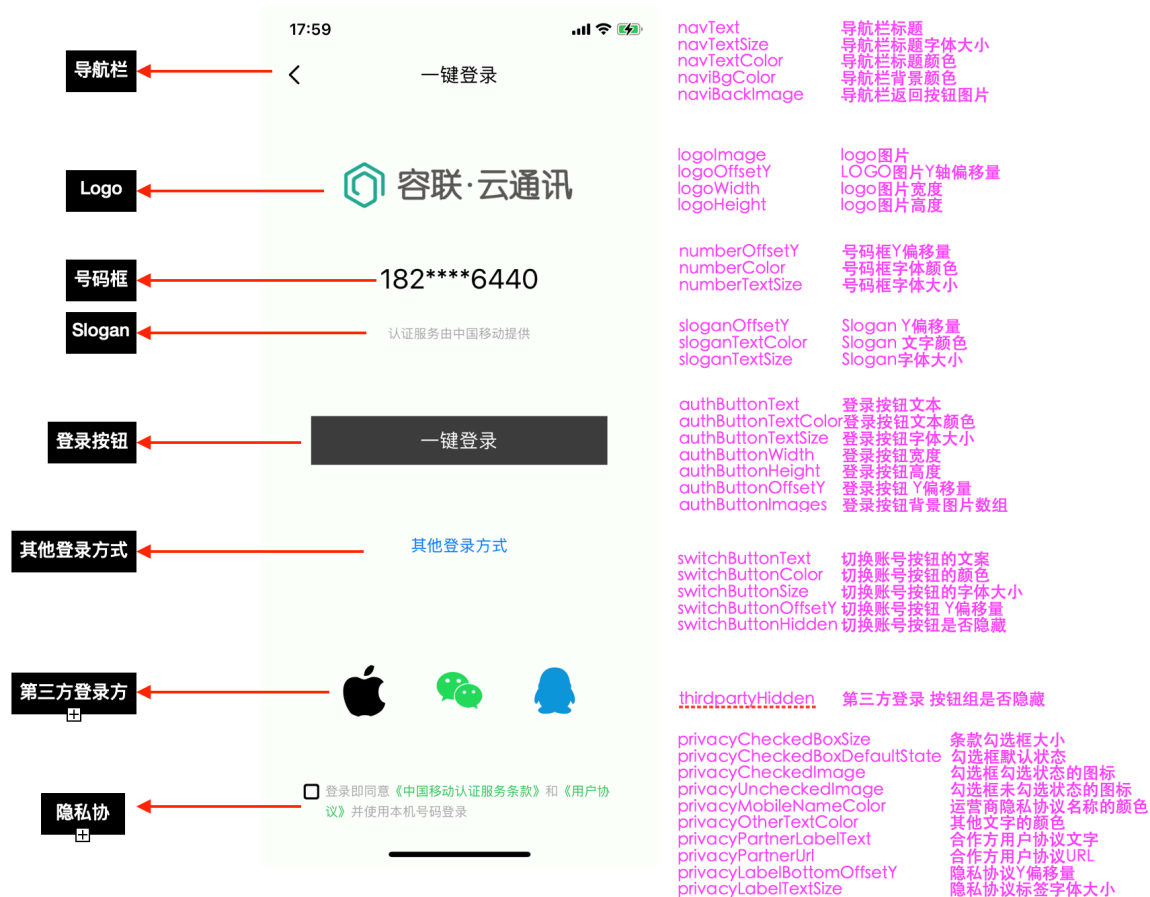 17:59
导航栏
一键登录
navText 导航栏标题
navTextSize 导航栏标题字体大小
navTextColor 导航栏标题颜色
naviBgColor 导航栏背景颜色
naviBackImage 导航栏返回按钮图片
Logo
容联·云通讯
logoImage logo图片
logoOffsetY LOGO图片Y轴偏移量
logoWidth logo图片宽度
logoHeight logo图片高度
号码框
182****6440
numberOffsetY 号码框Y偏移量
numberColor 号码框字体颜色
numberTextSize 号码框字体大小
Slogan
认证服务由中国移动提供
sloganOffsetY Slogan Y偏移量
sloganTextColor Slogan 文字颜色
sloganTextSize Slogan字体大小
登录按钮
一键登录
authButtonText 登录按钮文本
authButtonTextColor登录按钮文本颜色
authButtonTextSize 登录按钮字体大小
authButtonWidth 登录按钮宽度
authButtonHeight 登录按钮高度
authButtonOffsetY 登录按钮 Y偏移量
authButtonImages 登录按钮背景图片数组
其他登录方式
其他登录方式
switchButtonText 切换账号按钮的文案
switchButtonColor 切换账号按钮的颜色
switchButtonSize 切换账号按钮的字体大小
switchButtonOffsetY 切换账号按钮 Y偏移量
switchButtonHidden 切换账号按钮是否隐藏
第三方登录方
thirdpartyHidden 第三方登录 按钮组是否隐藏
隐私协
登录即同意《中国移动认证服务条款》和《用户协
议》并使用本机号码登录
privacyCheckedBoxSize 条款勾选框大小
privacyCheckedBoxDefaultState 勾选框默认状态
privacyCheckedImage 勾选框勾选状态的图标
privacyUncheckedImage 勾选框未勾选状态的图标
privacyMobileNameColor 运营商隐私协议名称的颜色
privacyOtherTextColor 其他文字的颜色
privacyPartnerLabelText 合作方用户协议文字
privacyPartnerUrl 合作方用户协议URL
privacyLabelBottomOffsetY 隐私协议Y偏移量
privacyLabelTextSize 隐私协议标签字体大小